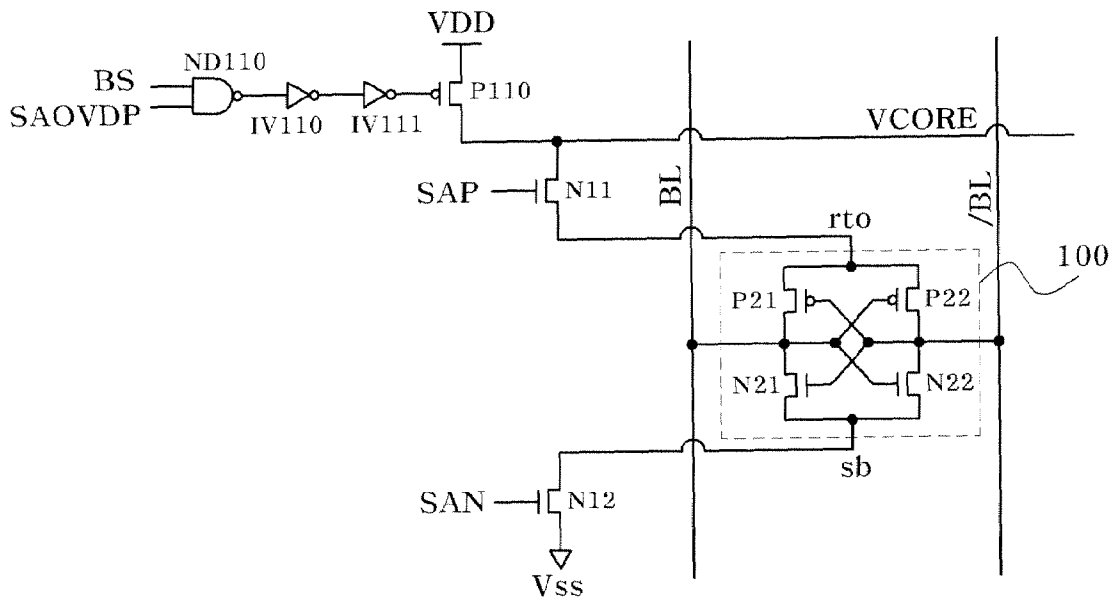 VDD
ND110
BS
P110
SAOVDP
IV110
IV111
VCORE
SAP
N11
BL
/BL
rto
100
P21
P22
N21
N22
sb
SAN
N12
Vss